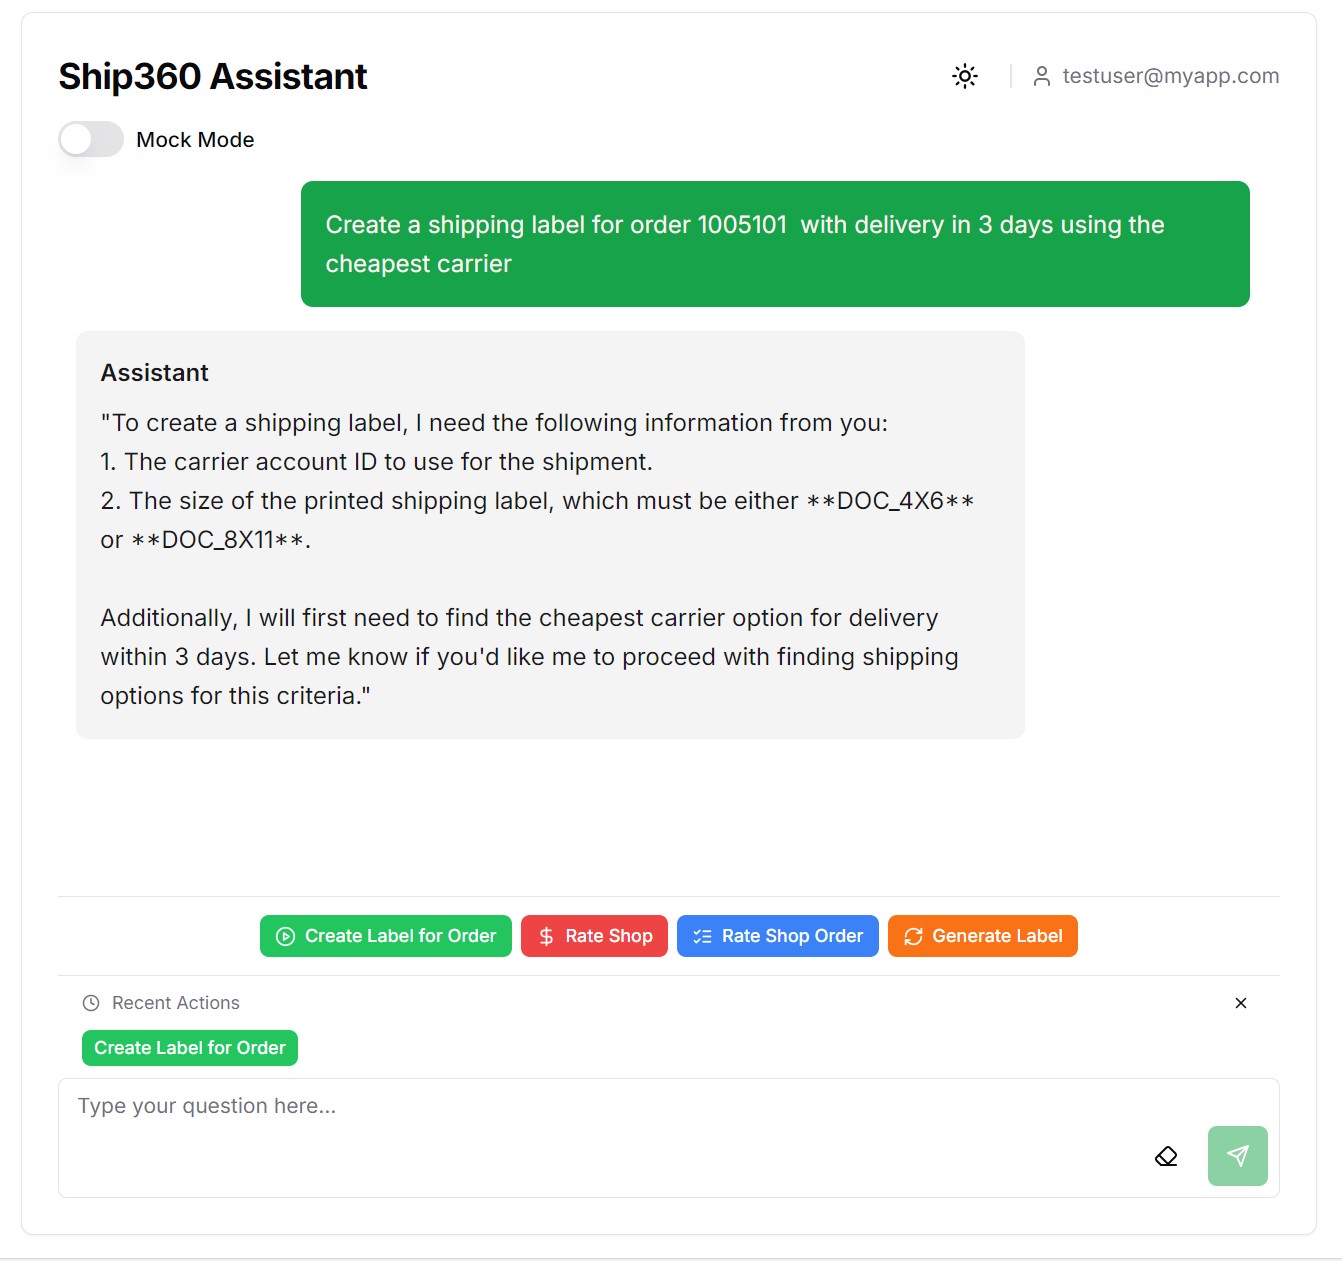 Ship360 Assistant
testuser@myapp.com
Mock Mode
Create a shipping label for order 1005101  with delivery in 3 days using the
cheapest carrier
Assistant
"To create a shipping label, I need the following information from you:
1. The carrier account ID to use for the shipment.
2. The size of the printed shipping label, which must be either **DOC_4X6**
or **DOC_8X11**.
Additionally, I will first need to find the cheapest carrier option for delivery
within 3 days. Let me know if you'd like me to proceed with finding shipping
options for this criteria."
Create Label for Order
Rate Shop
Rate Shop Order
Generate Label
Recent Actions
Create Label for Order
Type your question here...